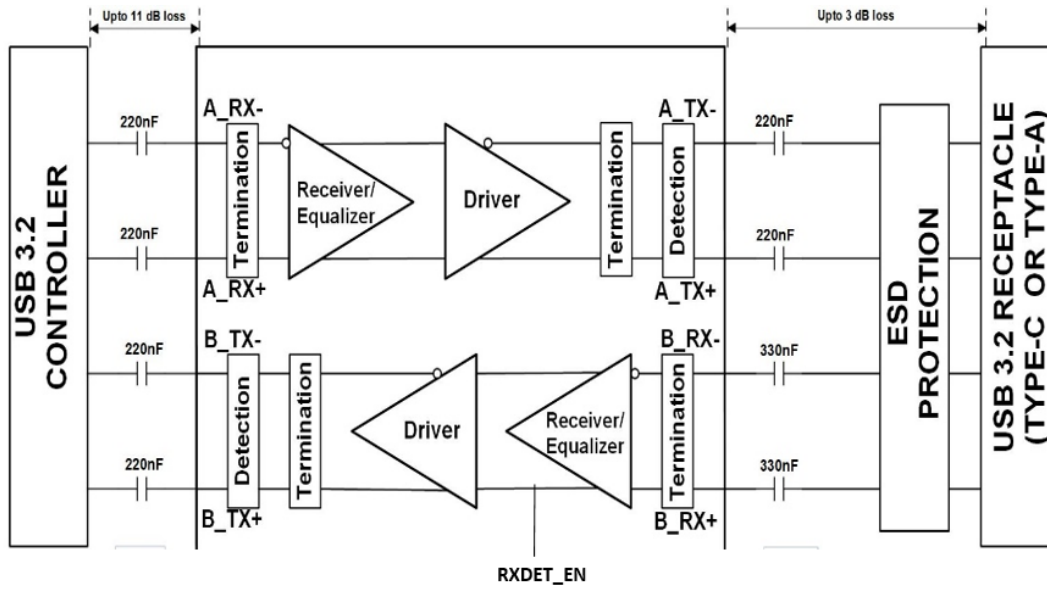 Upto 11 dB loss
Upto 3 dB loss
USB 3.2
CONTROLLER
220nF
220nF
220nF
220nF
A_RX-
Termination
A_RX+
Receiver/
Equalizer
Driver
Termination
A_TX-
Detection
A_TX+
B_TX-
Detection
B_TX+
Termination
Driver
Receiver/
Equalizer
B_RX-
Termination
B_RX+
220nF
220nF
330nF
330nF
ESD
PROTECTION
USB 3.2 RECEPTACLE
(TYPE-C OR TYPE-A)
RXDET_EN